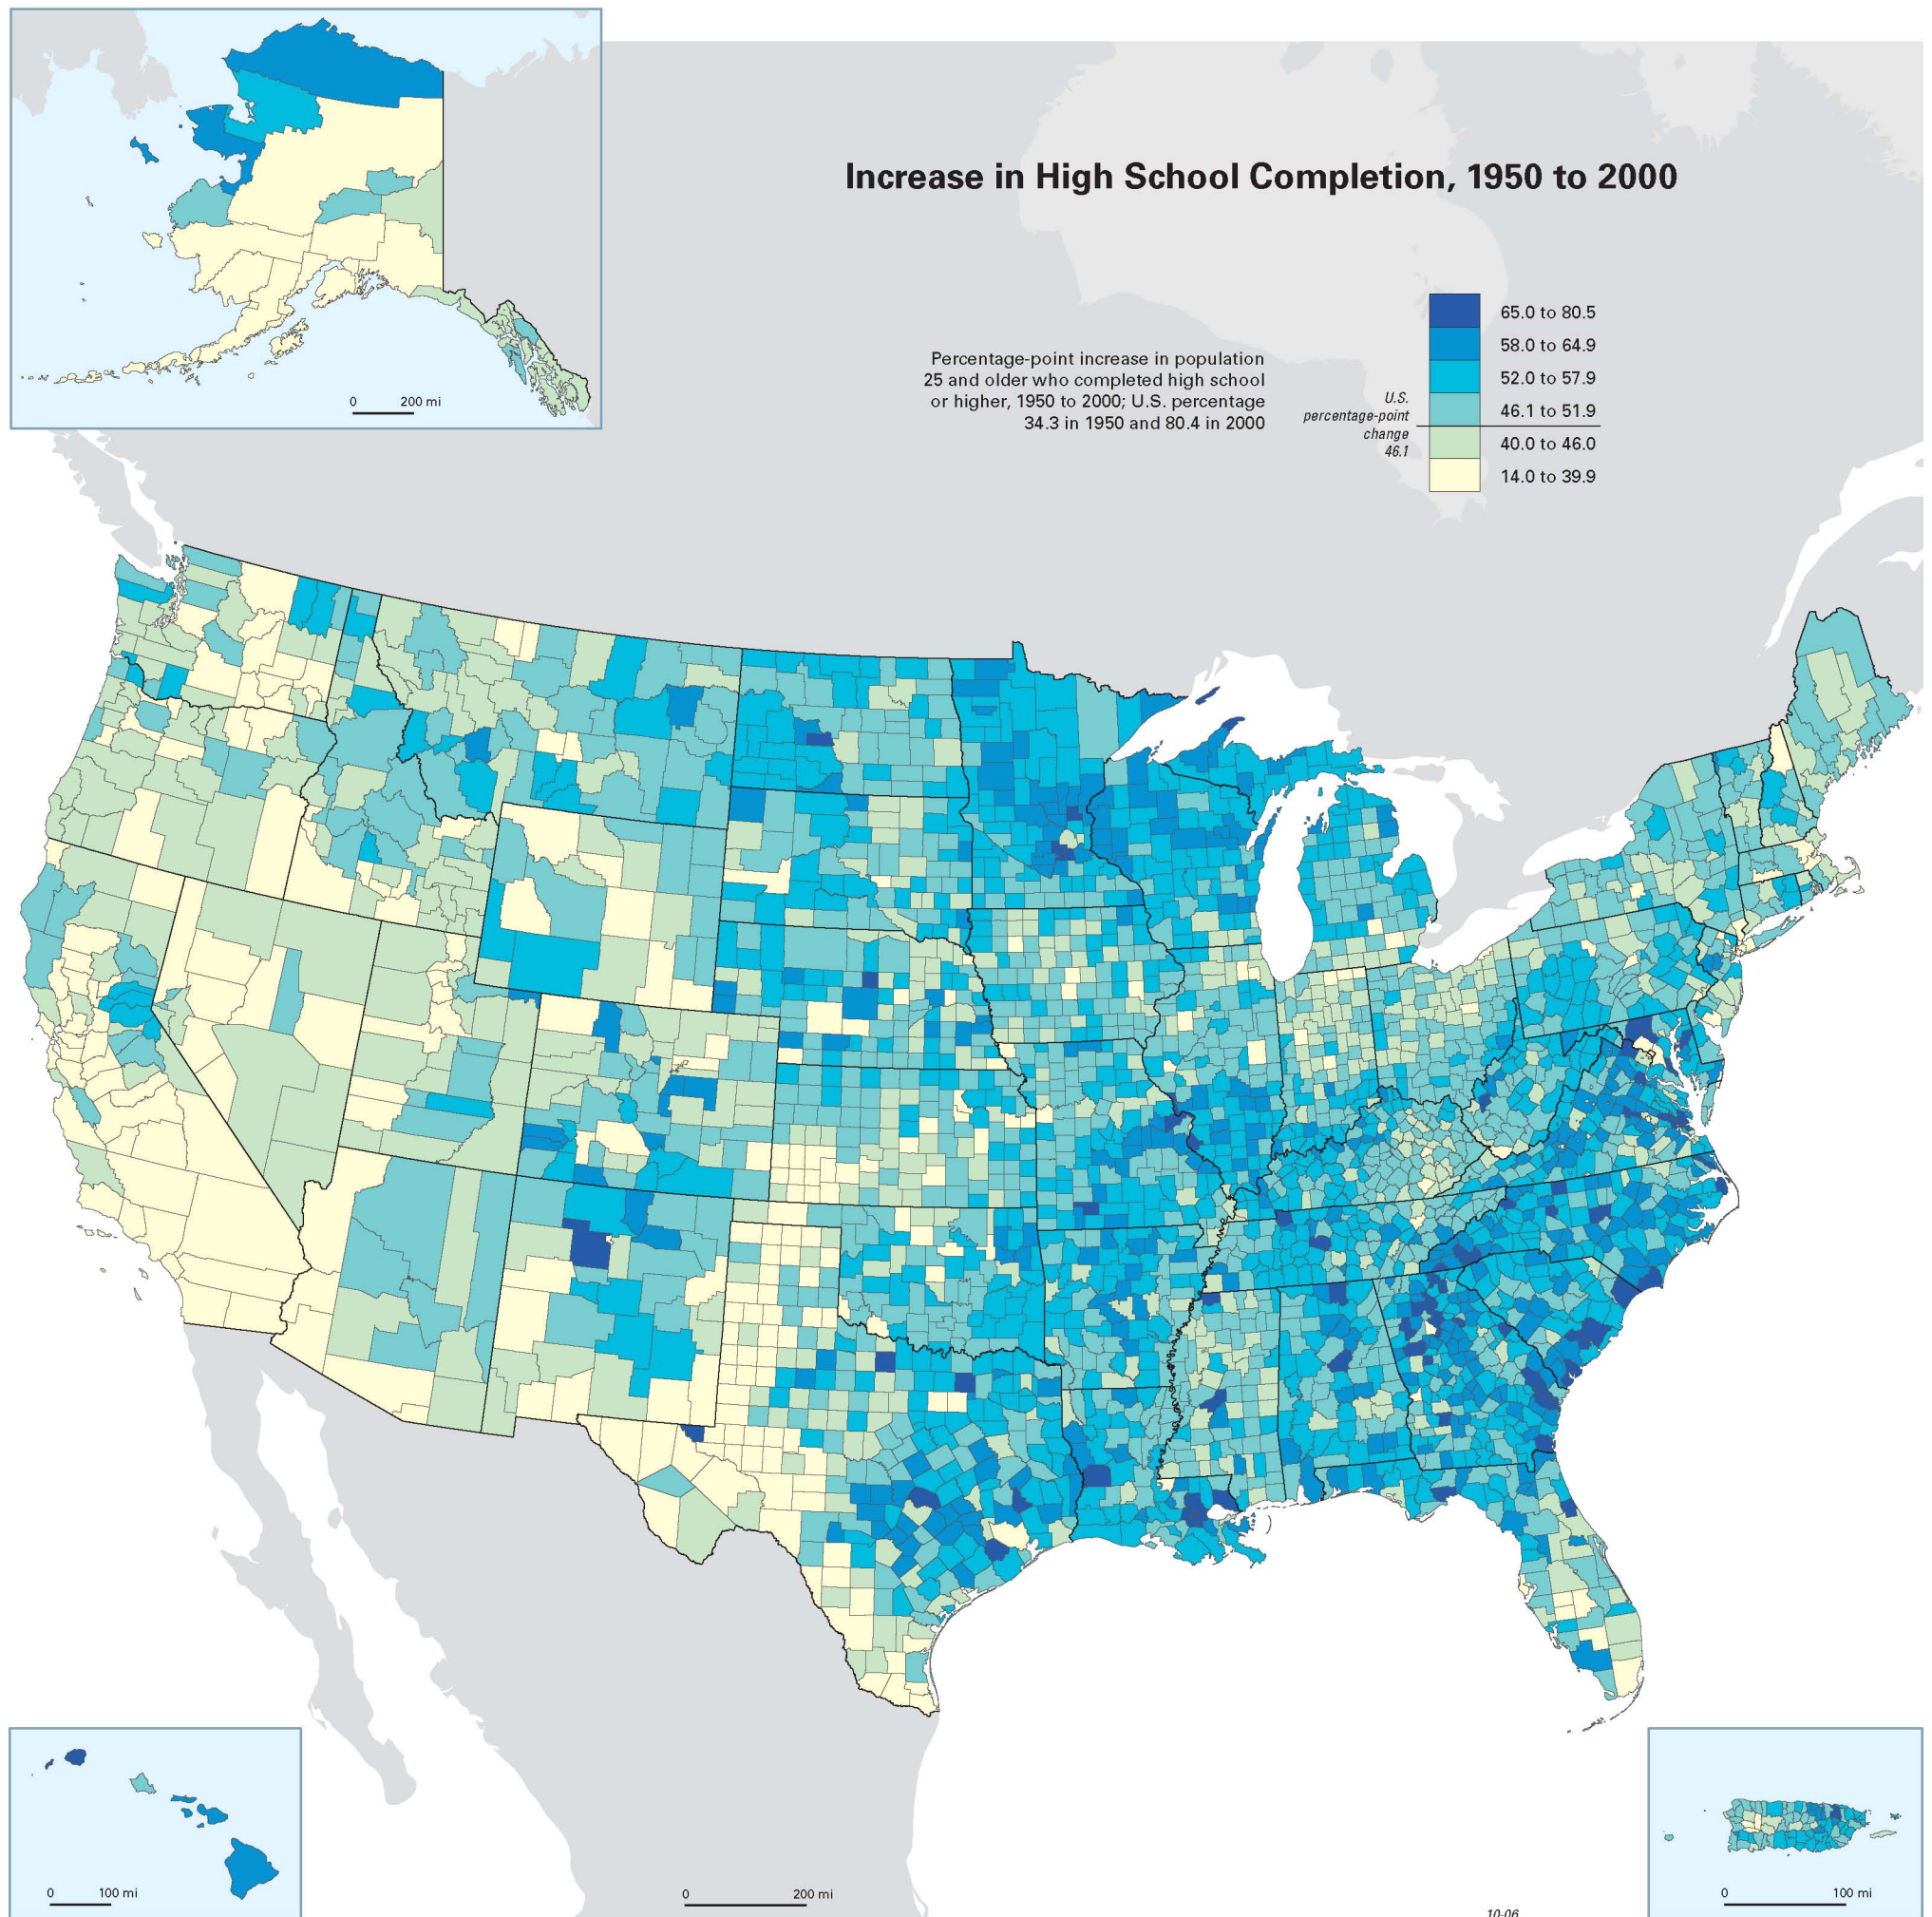 Increase in High School Completion, 1950 to 2000
Percentage-point increase in population
25 and older who completed high school
or higher, 1950 to 2000; U.S. percentage
34.3 in 1950 and 80.4 in 2000
U.S.
percentage-point
change
46.1
65.0 to 80.5
58.0 to 64.9
52.0 to 57.9
46.1 to 51.9
40.0 to 46.0
14.0 to 39.9
0 200 mi
0 100 mi
0 200 mi
10-06
0 100 mi